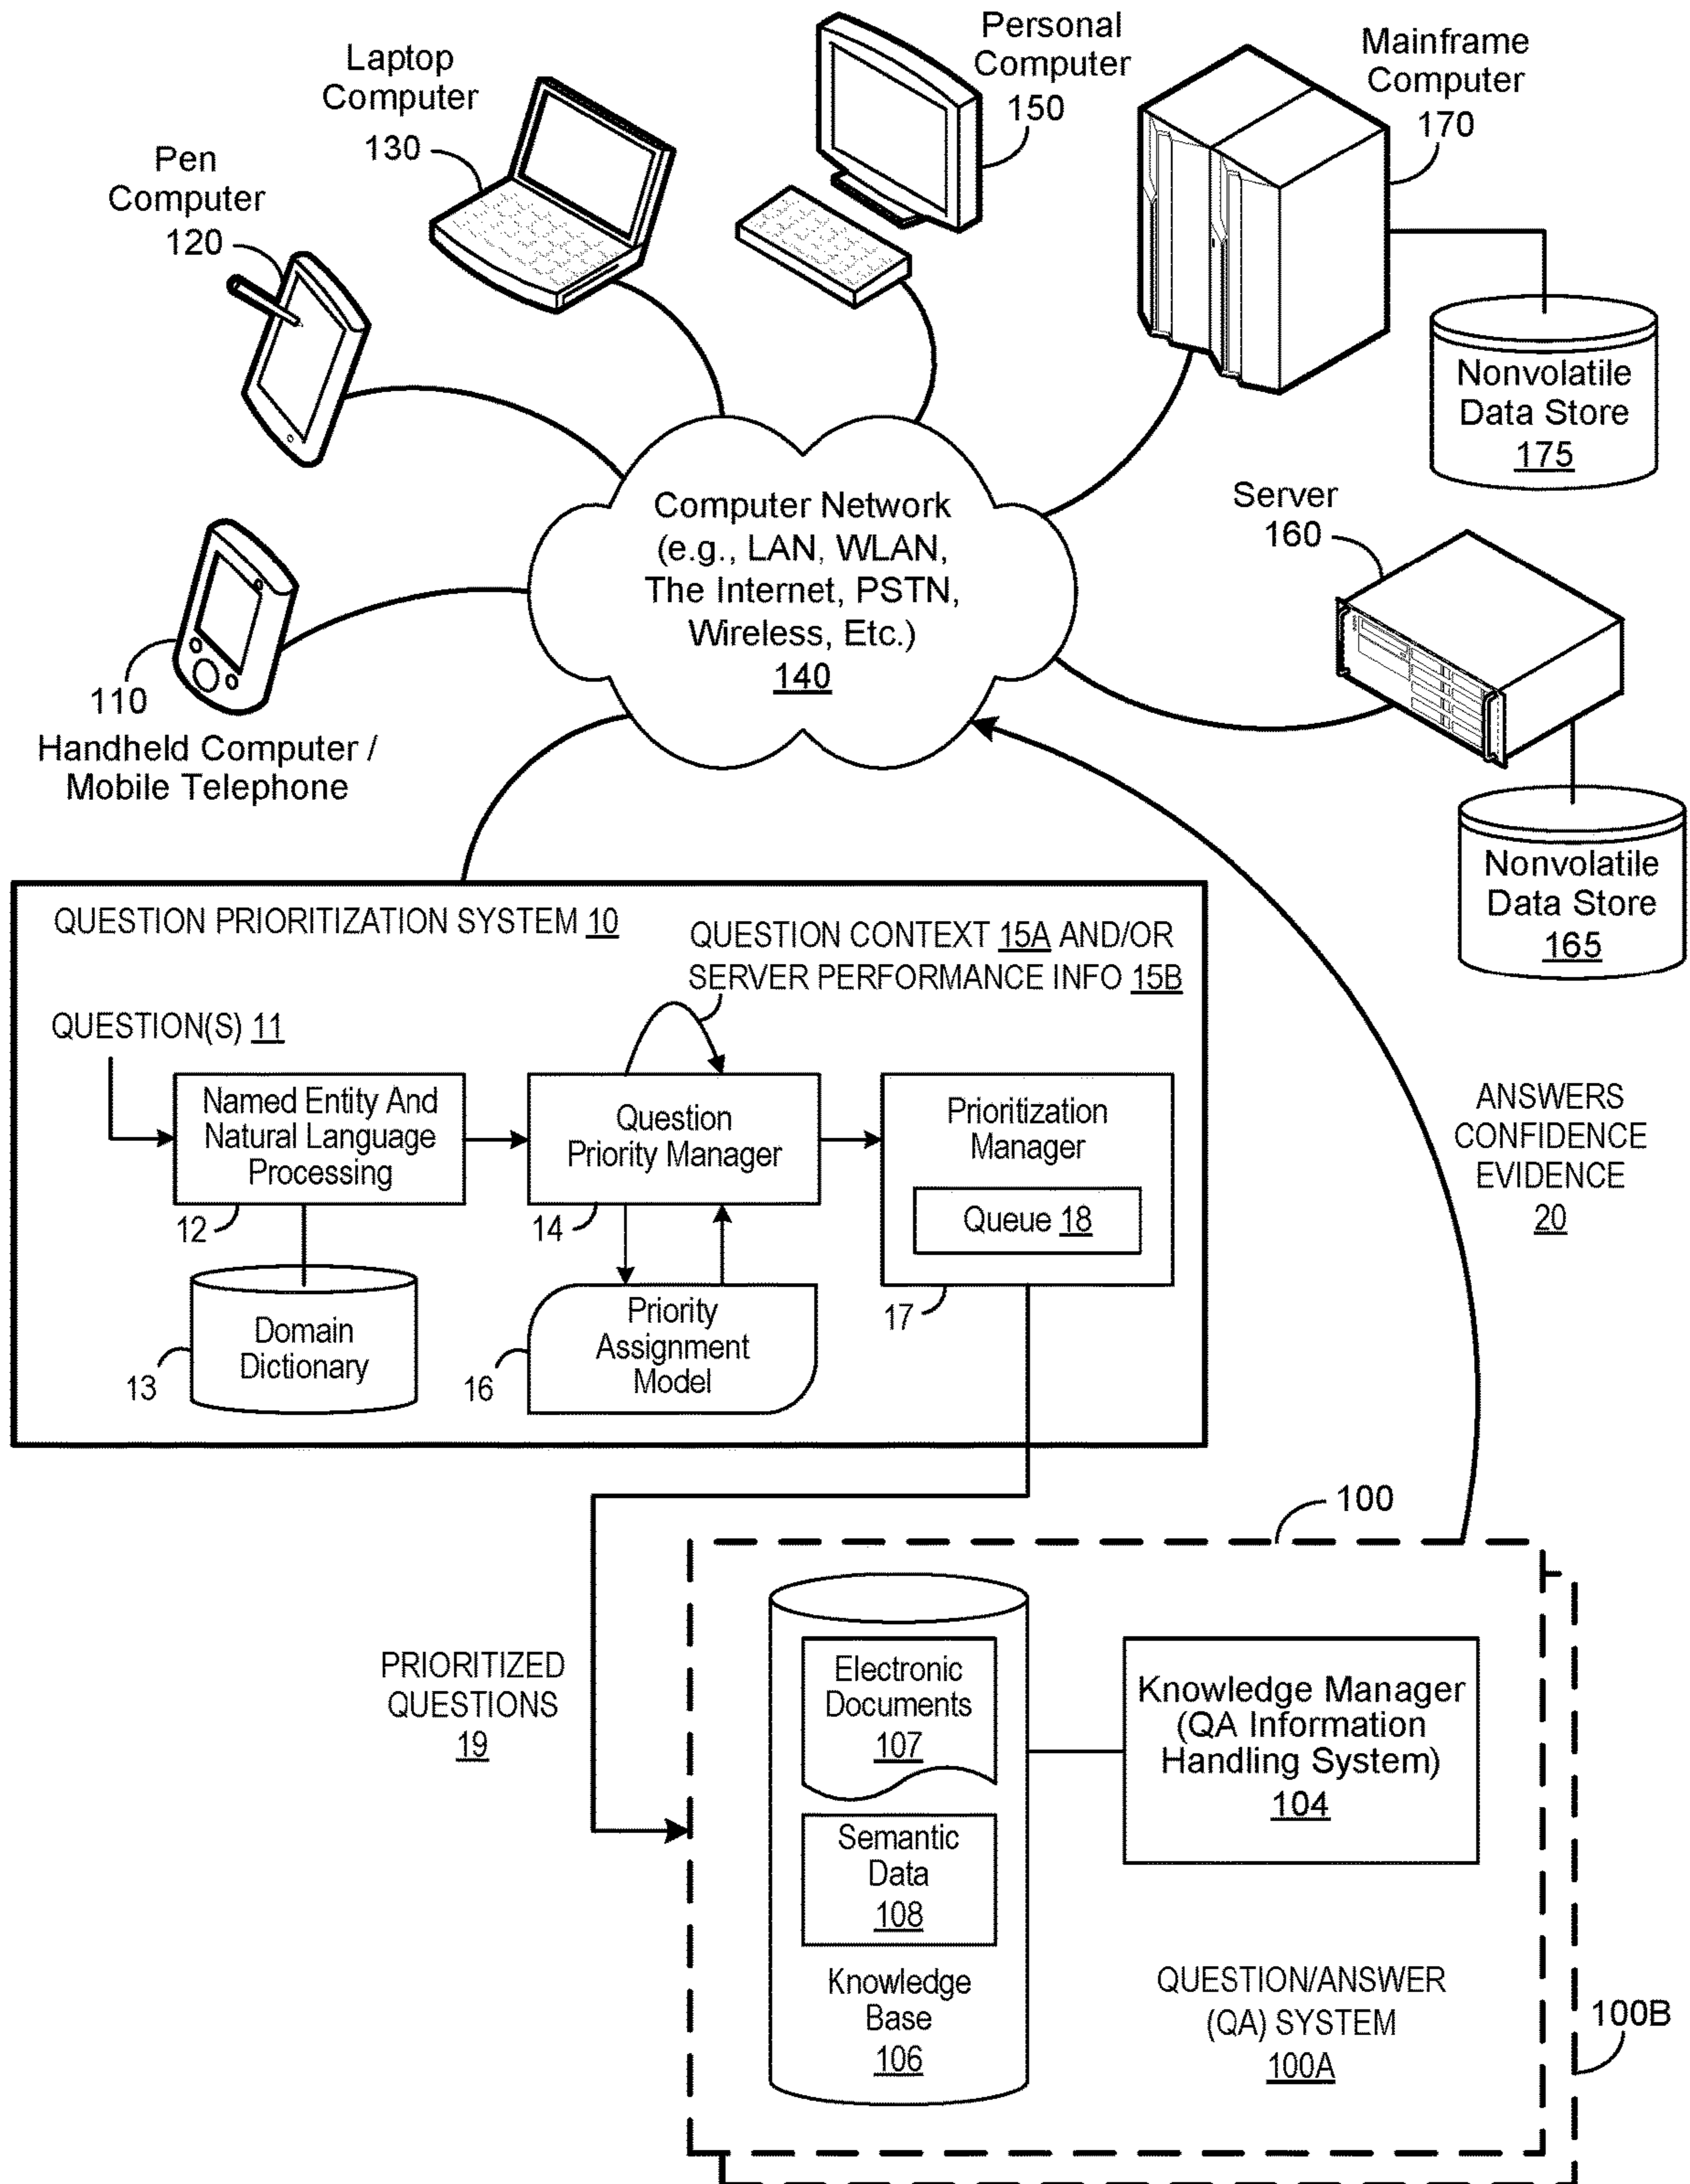 Laptop
Computer
130
Personal
Computer
150
Mainframe
Computer
170
Pen
Computer
120
Nonvolatile
Data Store
175
Computer Network
(e.g., LAN, WLAN,
The Internet, PSTN,
Wireless, Etc.)
140
Server
160
110
Handheld Computer /
Mobile Telephone
Nonvolatile
Data Store
165
QUESTION PRIORITIZATION SYSTEM 10
QUESTION CONTEXT 15A AND/OR
SERVER PERFORMANCE INFO 15B
QUESTION(S) 11
Named Entity And
Natural Language
Processing
12
Question
Priority Manager
14
Prioritization
Manager
Queue 18
17
Domain
Dictionary
13
Priority
Assignment
Model
16
ANSWERS
CONFIDENCE
EVIDENCE
20
100
PRIORITIZED
QUESTIONS
19
Electronic
Documents
107
Semantic
Data
108
Knowledge
Base
106
Knowledge Manager
(QA Information
Handling System)
104
QUESTION/ANSWER
(QA) SYSTEM
100A
100B